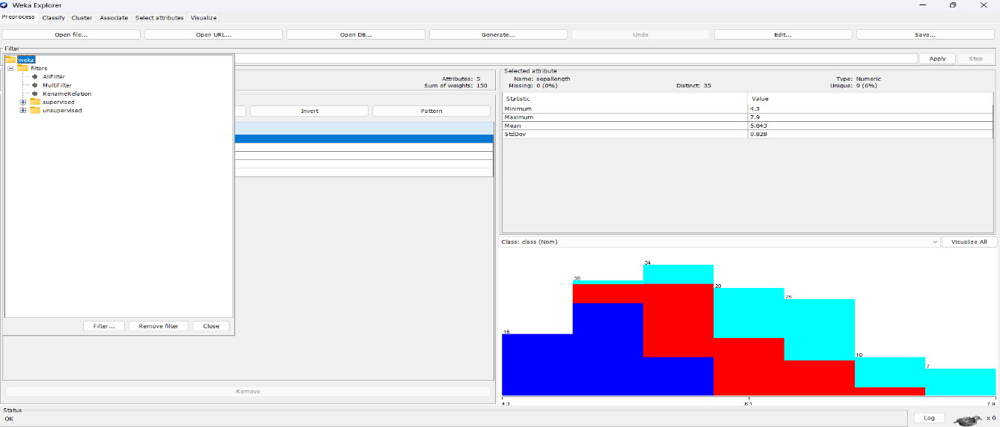 Weka Explorer
Preprocess Classify Cluster Associate Select attributes Visualize
Open file... Open URL... Open DB... Generate... Undo Edit... Save...
Filter
weka
filters
AllFilter
MultiFilter
RenameRelation
supervised
unsupervised
Filter... Remove filter Close
Apply Stop
Attributes: 5
Sum of weights: 150
Invert Pattern
Remove
Selected attribute
Name: sepallength Type: Numeric
Missing: 0 (0%) Distinct: 35 Unique: 9 (6%)
Statistic Value
Minimum 4.3
Maximum 7.9
Mean 5.843
StdDev 0.828
Class: class (Nom) Visualize All
34
30
28
25
16
10
7
4.3 6.1 7.9
Status
OK
Log x 0